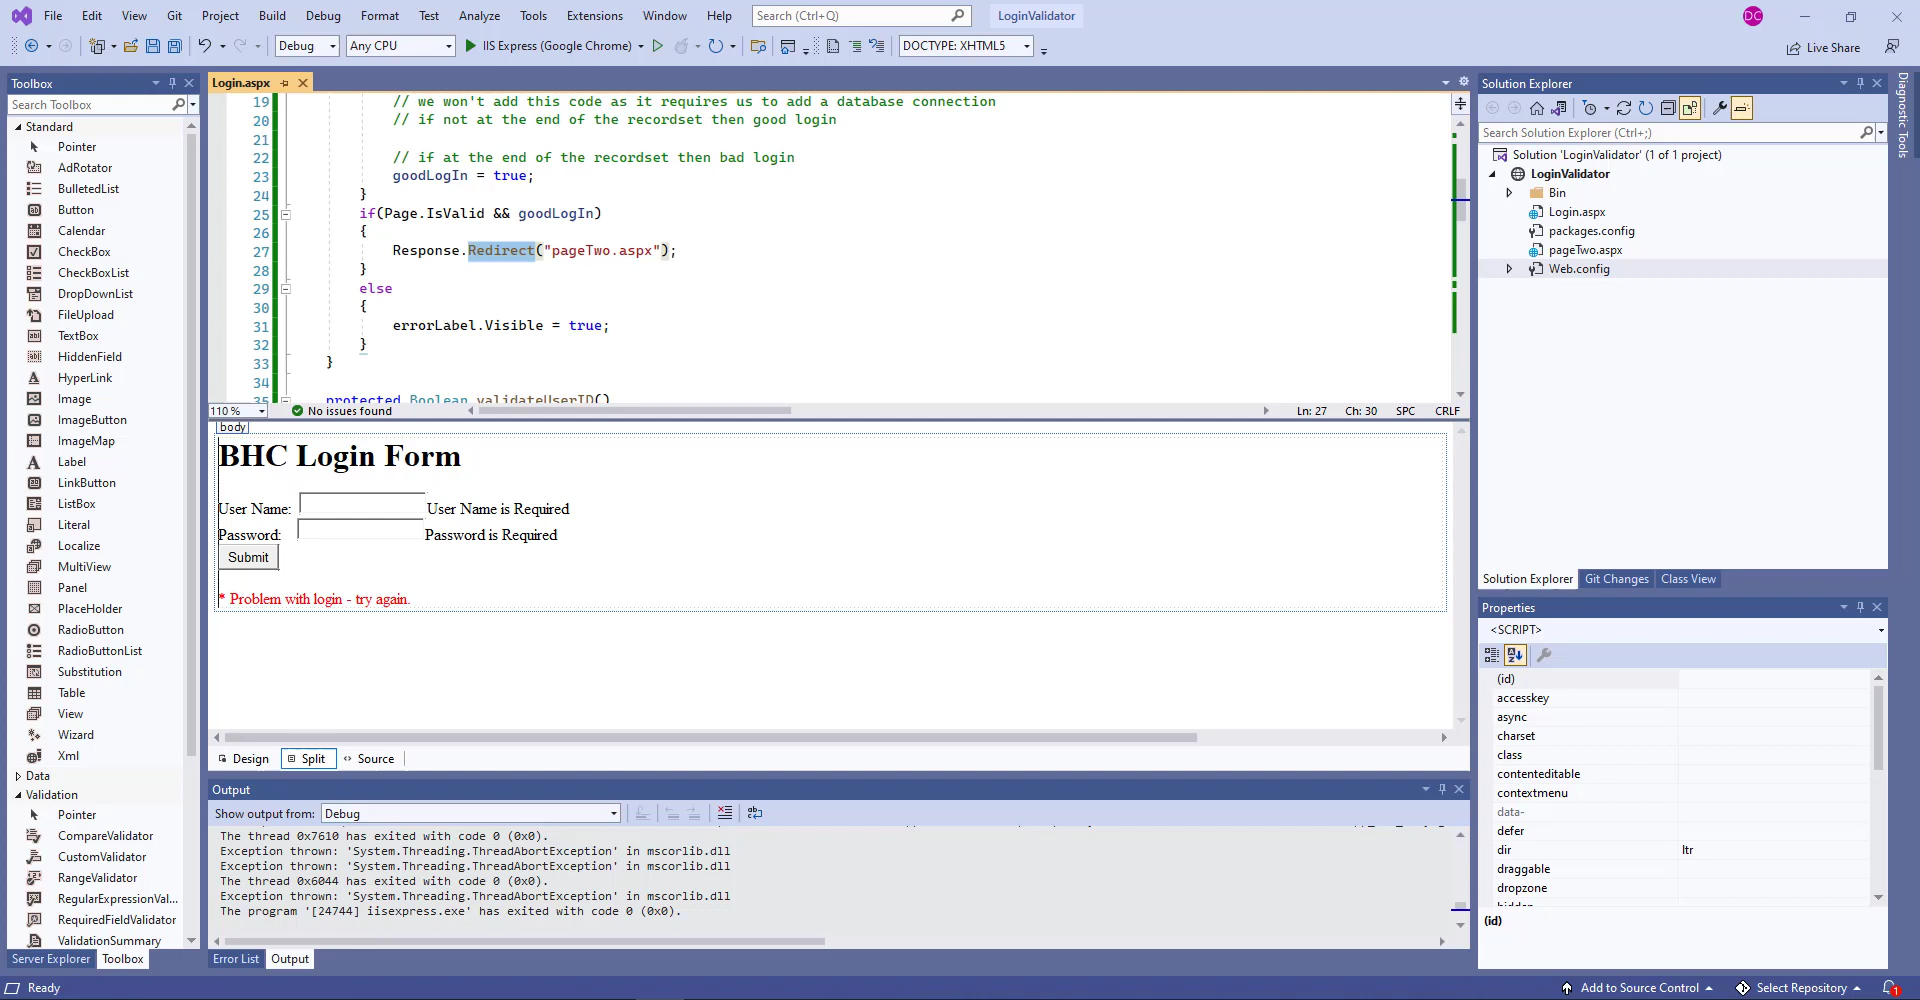 File Edit View Git Project Build Debug Format Test Analyze Tools Extensions Window Help Search (Ctrl+Q) LoginValidator DC
Debug Any CPU IIS Express (Google Chrome) DOCTYPE: XHTML5 Live Share
Toolbox
Search Toolbox
Standard
Pointer
AdRotator
BulletedList
Button
Calendar
CheckBox
CheckBoxList
DropDownList
FileUpload
TextBox
HiddenField
HyperLink
Image
ImageButton
ImageMap
Label
LinkButton
ListBox
Literal
Localize
MultiView
Panel
PlaceHolder
RadioButton
RadioButtonList
Substitution
Table
View
Wizard
Xml
Data
Validation
Pointer
CompareValidator
CustomValidator
RangeValidator
RegularExpressionVal...
RequiredFieldValidator
ValidationSummary
Server Explorer Toolbox
Login.aspx
19 // we won't add this code as it requires us to add a database connection
20 // if not at the end of the recordset then good login
21
22 // if at the end of the recordset then bad login
23 goodLogIn = true;
24 }
25 if(Page.IsValid && goodLogIn)
26 {
27 Response.Redirect("pageTwo.aspx");
28 }
29 else
30 {
31 errorLabel.Visible = true;
32 }
33 }
34
35 protected Boolean validateUserID()
110 % No issues found Ln: 27 Ch: 30 SPC CRLF
body
BHC Login Form
User Name: User Name is Required
Password: Password is Required
Submit
* Problem with login - try again.
Design Split Source
Output
Show output from: Debug
The thread 0x7610 has exited with code 0 (0x0).
Exception thrown: 'System.Threading.ThreadAbortException' in mscorlib.dll
Exception thrown: 'System.Threading.ThreadAbortException' in mscorlib.dll
The thread 0x6044 has exited with code 0 (0x0).
Exception thrown: 'System.Threading.ThreadAbortException' in mscorlib.dll
The program '[24744] iisexpress.exe' has exited with code 0 (0x0).
Error List Output
Solution Explorer
Search Solution Explorer (Ctrl+;)
Solution 'LoginValidator' (1 of 1 project)
LoginValidator
Bin
Login.aspx
packages.config
pageTwo.aspx
Web.config
Solution Explorer Git Changes Class View
Properties
<SCRIPT>
(id)
accesskey
async
charset
class
contenteditable
contextmenu
data-
defer
dir ltr
draggable
dropzone
hidden
(id)
Diagnostic Tools
Ready Add to Source Control Select Repository 1